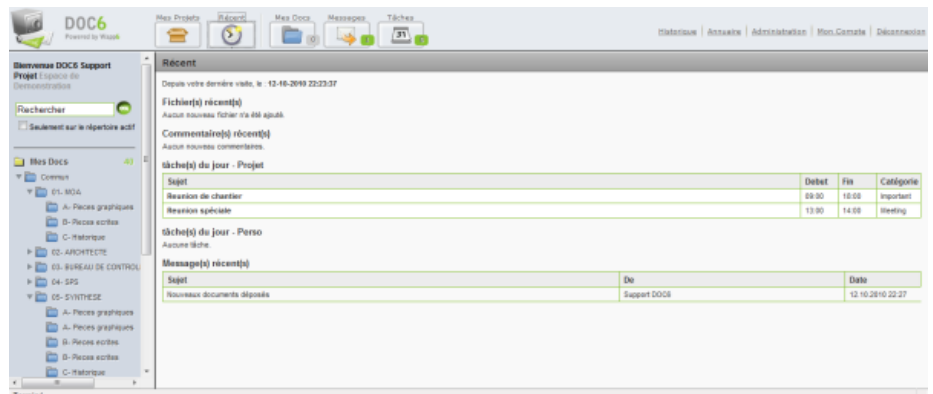 DOC6
Powered by Wappli
Mes Projets
Récent
Mes Docs
Messages
Tâches
31
Historique | Annuaire | Administration | Mon Compte | Déconnexion
Bienvenue DOC6 Support
Projet Espace de
Demonstration
Rechercher
Seulement sur le répertoire actif
Mes Docs
Commun
01- MOA
A- Pieces graphiques
B- Pieces ecrites
C- Historique
02- ARCHITECTE
03- BUREAU DE CONTROL
04- SPS
05- SYNTHESE
A- Pieces graphiques
A- Pieces graphiques
B- Pieces ecrites
B- Pieces ecrites
C- Historique
Récent
Depuis votre dernière visite, le : 12-10-2010 22:23:37
Fichier(s) récent(s)
Aucun nouveau fichier n'a été ajouté.
Commentaire(s) récent(s)
Aucun nouveau commentaires.
tâche(s) du jour - Projet
Sujet Debut Fin Catégorie
Reunion de chantier 09:00 10:00 Important
Reunion spéciale 13:00 14:00 Meeting
tâche(s) du jour - Perso
Aucune tâche.
Message(s) récent(s)
Sujet De Date
Nouveaux documents déposés Support DOC6 12.10.2010 22:27